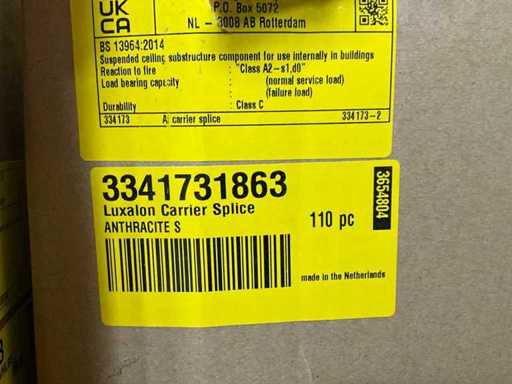 UK
CA
P.O. Box 5072
NL - 3008 AB Rotterdam
BS 13964:2014
Suspended ceiling substructure component for use internally in buildings
Reaction to fire : "Class A2-s1,d0"
Load bearing capacity : (normal service load)
(failure load)
Durability : Class C
334173 A carrier splice 334173-2
3341731863
Luxalon Carrier Splice
ANTHRACITE S
110 pc
3654804
made in the Netherlands